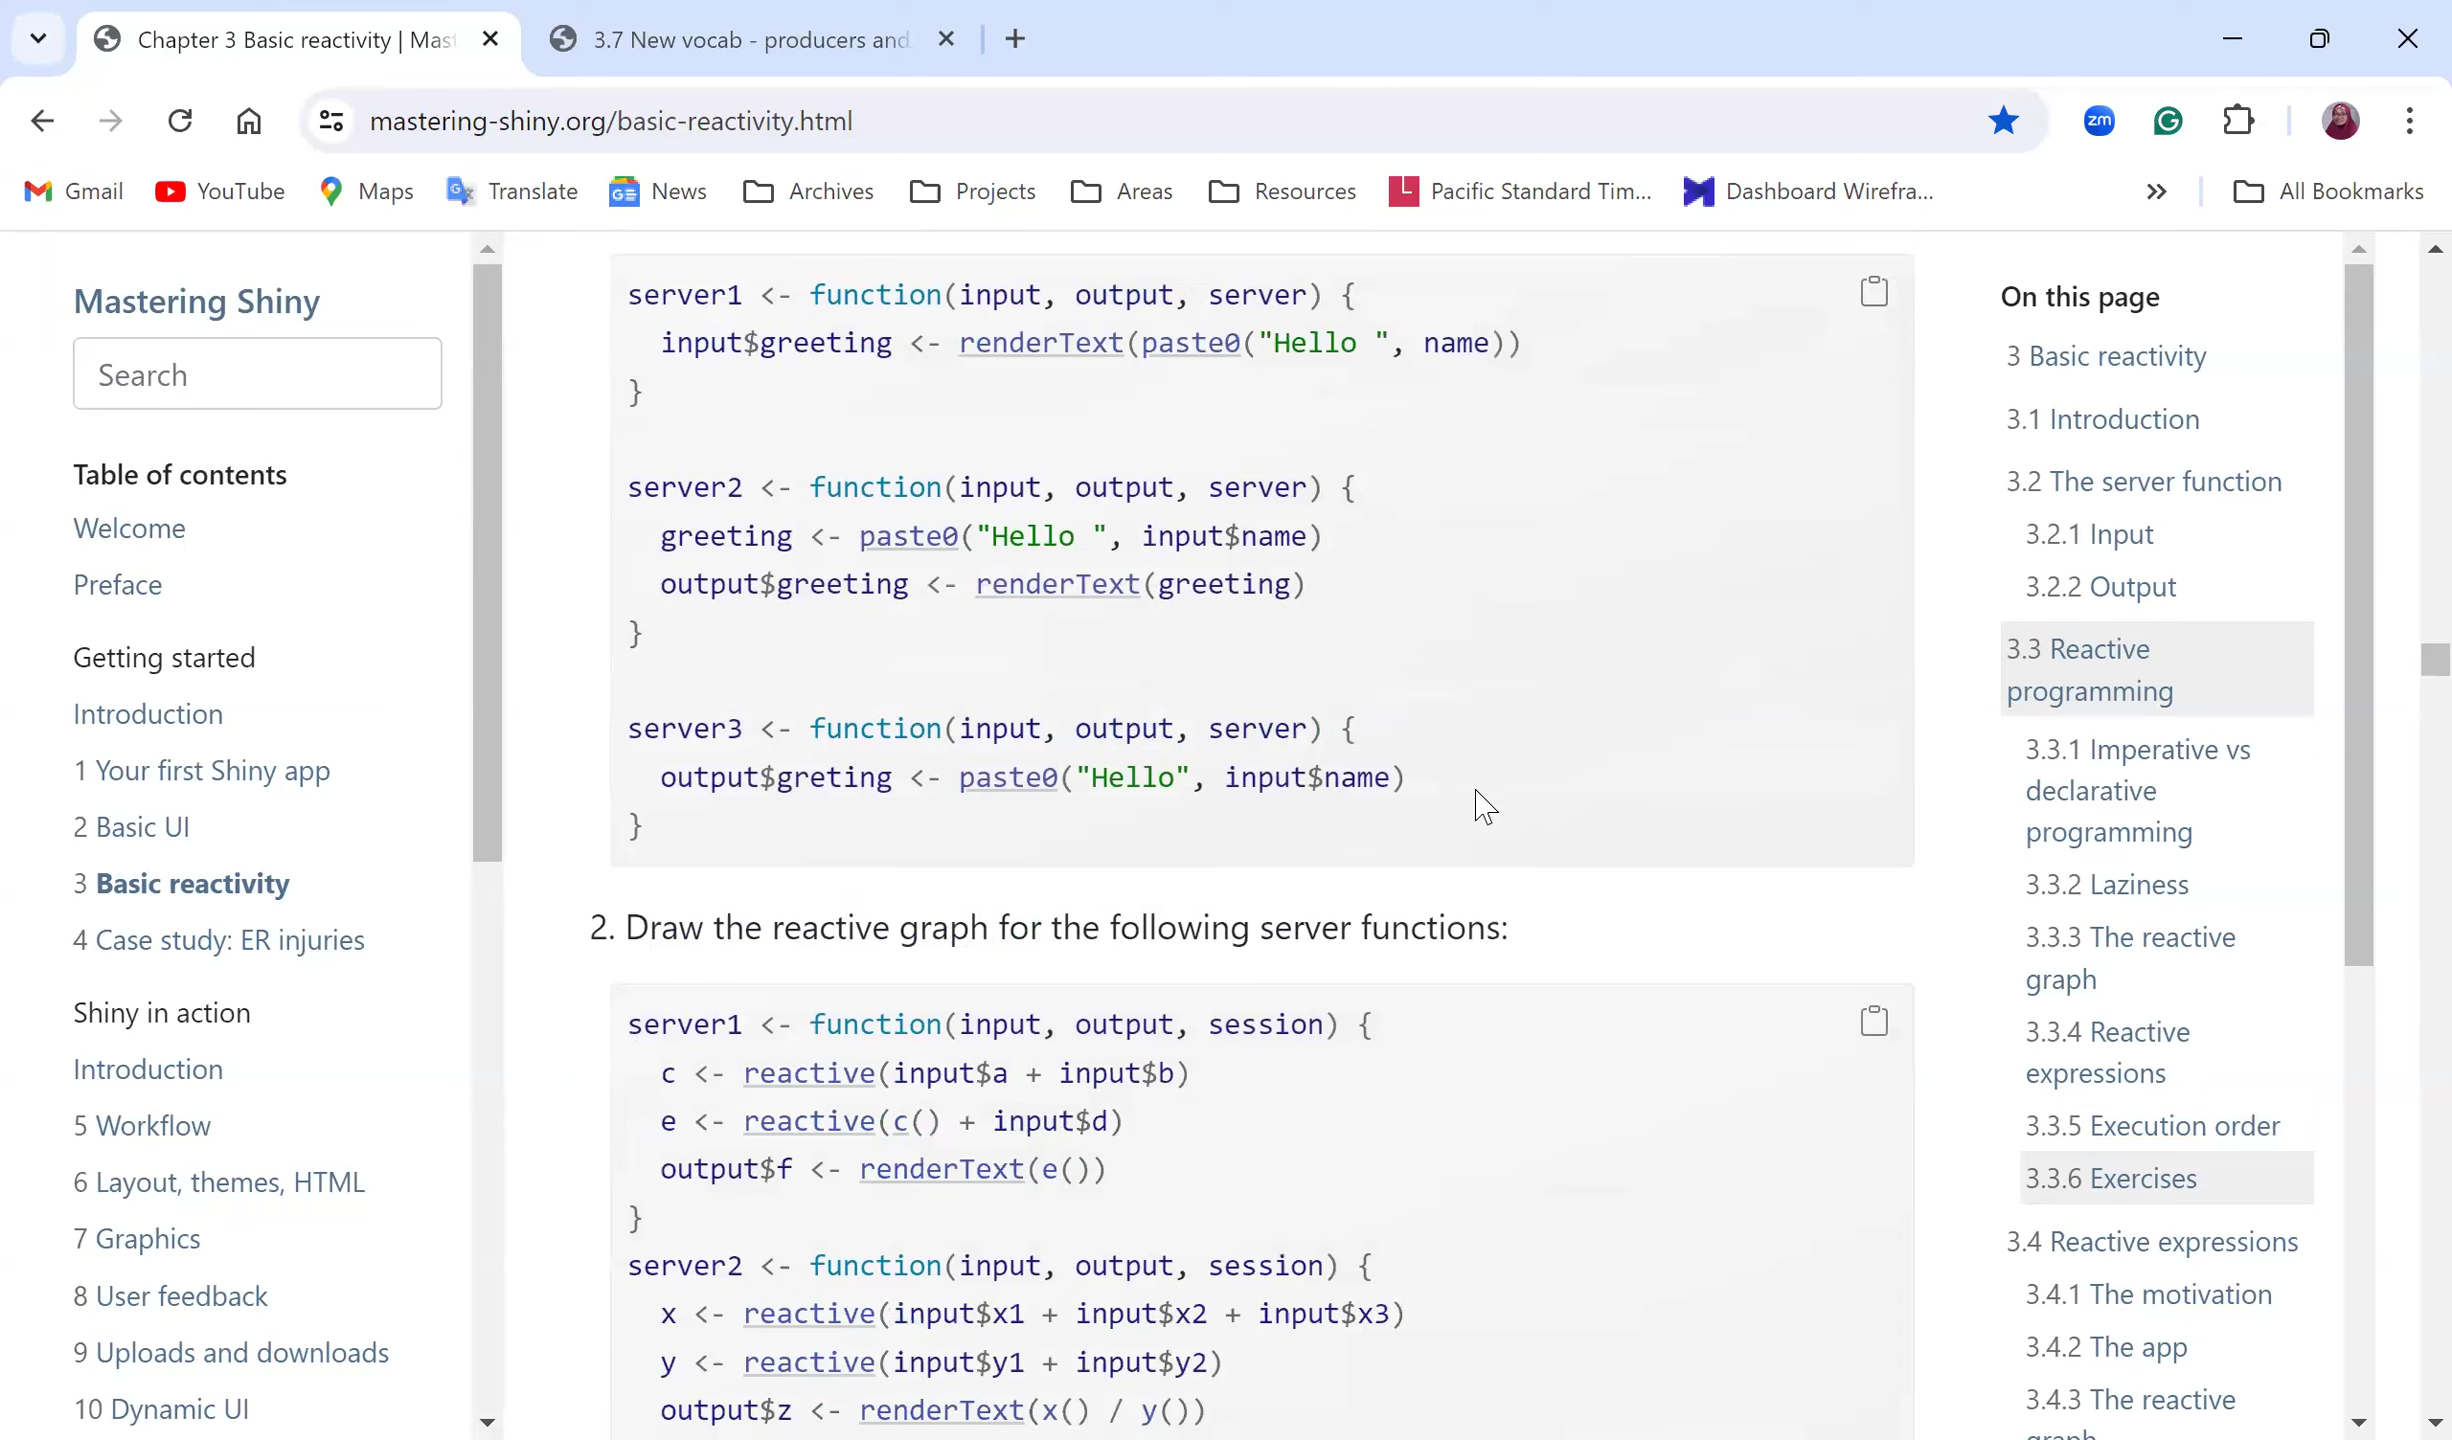 Chapter 3 Basic reactivity | Mast
3.7 New vocab - producers and
mastering-shiny.org/basic-reactivity.html
zm
Gmail
YouTube
Maps
Translate
News
Archives
Projects
Areas
Resources
Pacific Standard Tim...
Dashboard Wirefra...
All Bookmarks
Mastering Shiny
Search
Table of contents
Welcome
Preface
Getting started
Introduction
1 Your first Shiny app
2 Basic UI
3 Basic reactivity
4 Case study: ER injuries
Shiny in action
Introduction
5 Workflow
6 Layout, themes, HTML
7 Graphics
8 User feedback
9 Uploads and downloads
10 Dynamic UI
server1 <- function(input, output, server) {
  input$greeting <- renderText(paste0("Hello ", name))
}
server2 <- function(input, output, server) {
  greeting <- paste0("Hello ", input$name)
  output$greeting <- renderText(greeting)
}
server3 <- function(input, output, server) {
  output$greting <- paste0("Hello", input$name)
}
2. Draw the reactive graph for the following server functions:
server1 <- function(input, output, session) {
  c <- reactive(input$a + input$b)
  e <- reactive(c() + input$d)
  output$f <- renderText(e())
}
server2 <- function(input, output, session) {
  x <- reactive(input$x1 + input$x2 + input$x3)
  y <- reactive(input$y1 + input$y2)
  output$z <- renderText(x() / y())
On this page
3 Basic reactivity
3.1 Introduction
3.2 The server function
3.2.1 Input
3.2.2 Output
3.3 Reactive
programming
3.3.1 Imperative vs
declarative
programming
3.3.2 Laziness
3.3.3 The reactive
graph
3.3.4 Reactive
expressions
3.3.5 Execution order
3.3.6 Exercises
3.4 Reactive expressions
3.4.1 The motivation
3.4.2 The app
3.4.3 The reactive
graph